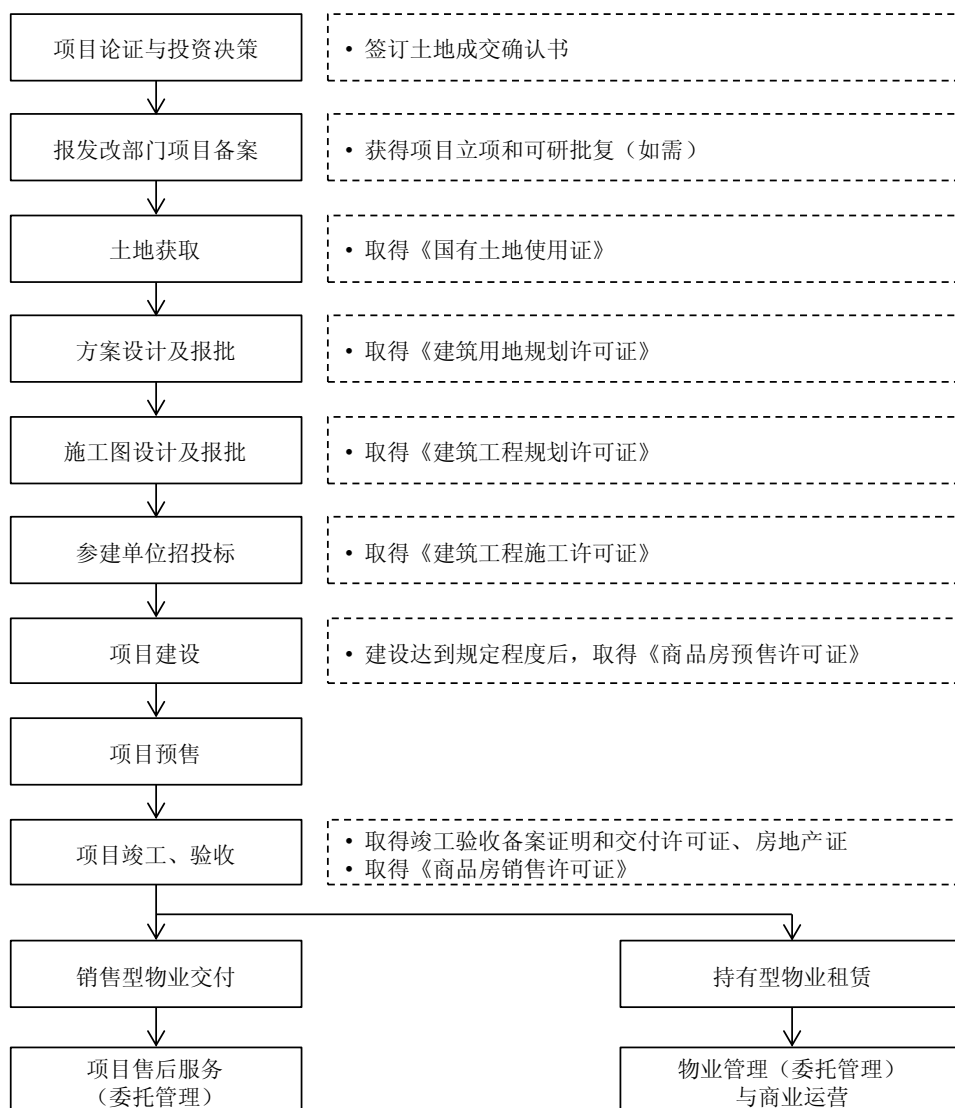 项目论证与投资决策
• 签订土地成交确认书
报发改部门项目备案
• 获得项目立项和可研批复（如需）
土地获取
• 取得《国有土地使用证》
方案设计及报批
• 取得《建筑用地规划许可证》
施工图设计及报批
• 取得《建筑工程规划许可证》
参建单位招投标
• 取得《建筑工程施工许可证》
项目建设
• 建设达到规定程度后，取得《商品房预售许可证》
项目预售
项目竣工、验收
• 取得竣工验收备案证明和交付许可证、房地产证
• 取得《商品房销售许可证》
销售型物业交付
持有型物业租赁
项目售后服务
（委托管理）
物业管理（委托管理）
与商业运营